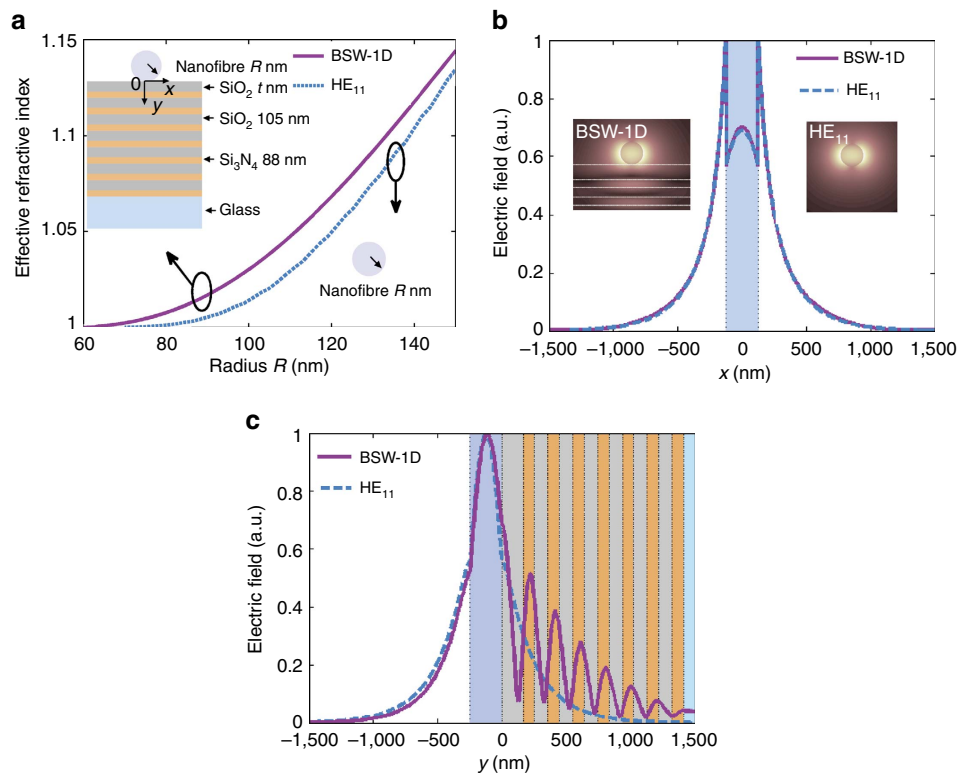 a
Effective refractive index
1.15
1.1
1.05
1
60
80
100
120
140
Radius R (nm)
BSW-1D
HE₁₁
Nanofibre R nm
0
x
y
SiO₂ t nm
SiO₂ 105 nm
Si₃N₄ 88 nm
Glass
Nanofibre R nm
b
Electric field (a.u.)
1
0.8
0.6
0.4
0.2
0
−1,500
−1,000
−500
0
500
1,000
1,500
x (nm)
BSW-1D
HE₁₁
BSW-1D
HE₁₁
c
Electric field (a.u.)
1
0.8
0.6
0.4
0.2
0
−1,500
−1,000
−500
0
500
1,000
1,500
y (nm)
BSW-1D
HE₁₁